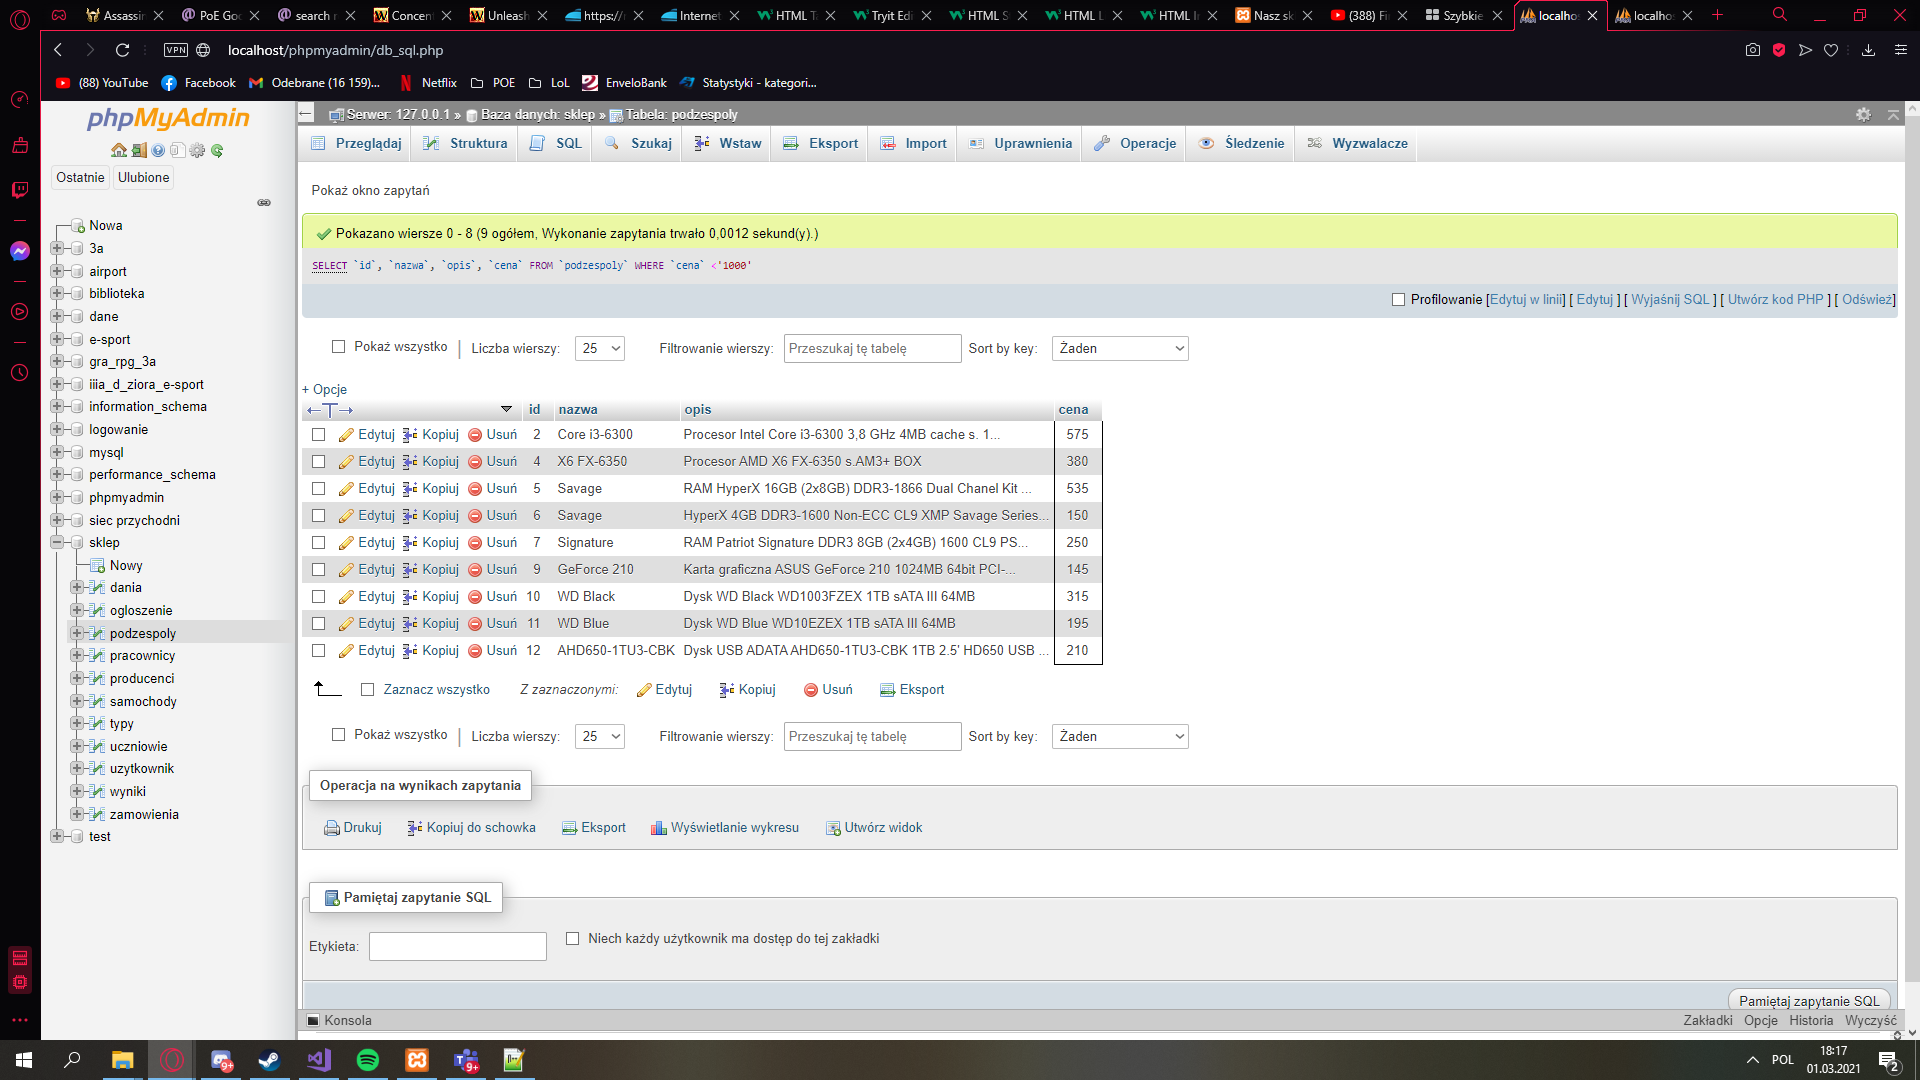 Assassin
PoE Goo
search r
Concent
Unleash
https://r
Internet
HTML Ta
Tryit Edi
HTML St
HTML L
HTML In
Nasz sk
(388) Fi
Szybkie
localhos
localhos
VPN
localhost/phpmyadmin/db_sql.php
(88) YouTube
Facebook
Odebrane (16 159)...
Netflix
POE
LoL
EnveloBank
Statystyki - kategori...
phpMyAdmin
Ostatnie
Ulubione
Nowa
3a
airport
biblioteka
dane
e-sport
gra_rpg_3a
iiia_d_ziora_e-sport
information_schema
logowanie
mysql
performance_schema
phpmyadmin
siec przychodni
sklep
Nowy
dania
ogloszenie
podzespoly
pracownicy
producenci
samochody
typy
uczniowie
uzytkownik
wyniki
zamowienia
test
Serwer: 127.0.0.1 » Baza danych: sklep » Tabela: podzespoly
Przeglądaj
Struktura
SQL
Szukaj
Wstaw
Eksport
Import
Uprawnienia
Operacje
Śledzenie
Wyzwalacze
Pokaż okno zapytań
Pokazano wiersze 0 - 8 (9 ogółem, Wykonanie zapytania trwało 0,0012 sekund(y).)
SELECT `id`, `nazwa`, `opis`, `cena` FROM `podzespoly` WHERE `cena` <'1000'
Profilowanie [Edytuj w linii] [ Edytuj ] [ Wyjaśnij SQL ] [ Utwórz kod PHP ] [ Odśwież]
Pokaż wszystko | Liczba wierszy: 25 Filtrowanie wierszy: Przeszukaj tę tabelę Sort by key: Żaden
+ Opcje
←T→ id nazwa opis cena
Edytuj Kopiuj Usuń 2 Core i3-6300 Procesor Intel Core i3-6300 3,8 GHz 4MB cache s. 1... 575
Edytuj Kopiuj Usuń 4 X6 FX-6350 Procesor AMD X6 FX-6350 s.AM3+ BOX 380
Edytuj Kopiuj Usuń 5 Savage RAM HyperX 16GB (2x8GB) DDR3-1866 Dual Chanel Kit ... 535
Edytuj Kopiuj Usuń 6 Savage HyperX 4GB DDR3-1600 Non-ECC CL9 XMP Savage Series... 150
Edytuj Kopiuj Usuń 7 Signature RAM Patriot Signature DDR3 8GB (2x4GB) 1600 CL9 PS... 250
Edytuj Kopiuj Usuń 9 GeForce 210 Karta graficzna ASUS GeForce 210 1024MB 64bit PCI-... 145
Edytuj Kopiuj Usuń 10 WD Black Dysk WD Black WD1003FZEX 1TB sATA III 64MB 315
Edytuj Kopiuj Usuń 11 WD Blue Dysk WD Blue WD10EZEX 1TB sATA III 64MB 195
Edytuj Kopiuj Usuń 12 AHD650-1TU3-CBK Dysk USB ADATA AHD650-1TU3-CBK 1TB 2.5' HD650 USB ... 210
Zaznacz wszystko Z zaznaczonymi: Edytuj Kopiuj Usuń Eksport
Pokaż wszystko | Liczba wierszy: 25 Filtrowanie wierszy: Przeszukaj tę tabelę Sort by key: Żaden
Operacja na wynikach zapytania
Drukuj Kopiuj do schowka Eksport Wyświetlanie wykresu Utwórz widok
Pamiętaj zapytanie SQL
Etykieta: Niech każdy użytkownik ma dostęp do tej zakładki
Pamiętaj zapytanie SQL
Konsola
Zakładki Opcje Historia Wyczyść
9+
9+
POL
18:17
01.03.2021
2